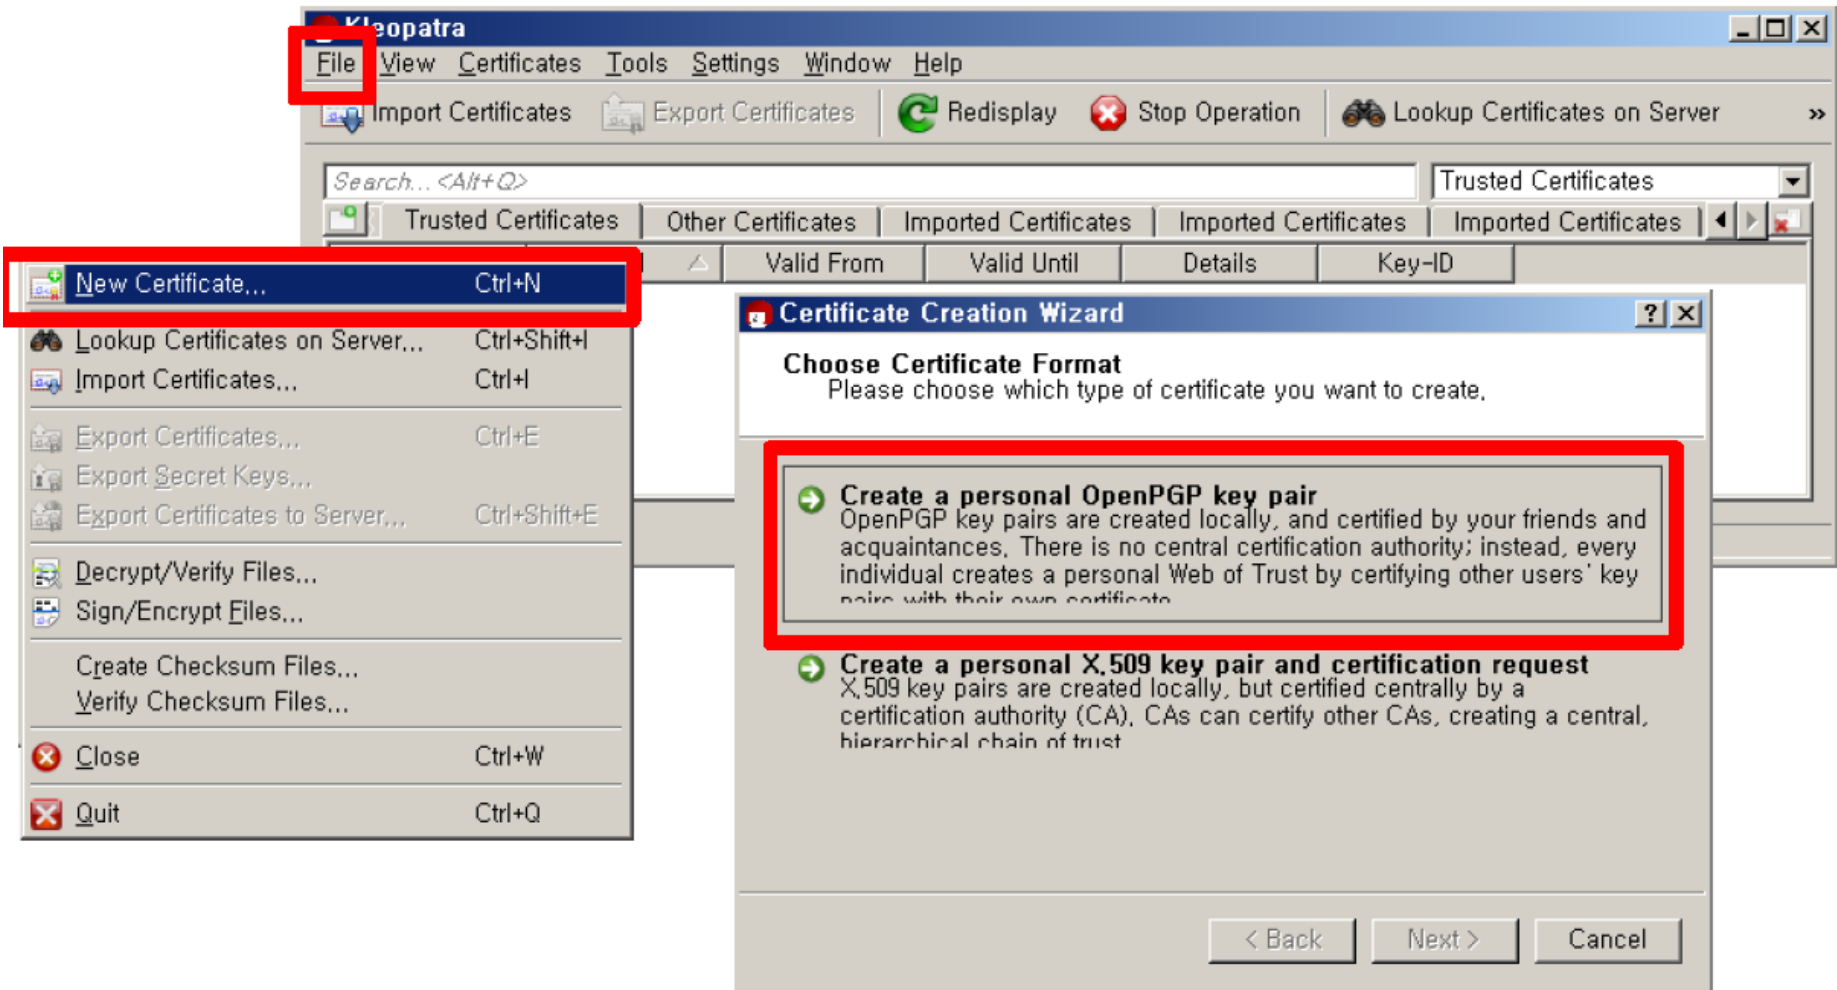 Kleopatra
File View Certificates Tools Settings Window Help
Import Certificates Export Certificates Redisplay Stop Operation Lookup Certificates on Server »
Search...<Alt+Q> Trusted Certificates
Trusted Certificates Other Certificates Imported Certificates Imported Certificates Imported Certificates
Valid From Valid Until Details Key-ID
New Certificate... Ctrl+N
Lookup Certificates on Server... Ctrl+Shift+I
Import Certificates... Ctrl+I
Export Certificates... Ctrl+E
Export Secret Keys...
Export Certificates to Server... Ctrl+Shift+E
Decrypt/Verify Files...
Sign/Encrypt Files...
Create Checksum Files...
Verify Checksum Files...
Close Ctrl+W
Quit Ctrl+Q
Certificate Creation Wizard
Choose Certificate Format
Please choose which type of certificate you want to create.
Create a personal OpenPGP key pair
OpenPGP key pairs are created locally, and certified by your friends and
acquaintances. There is no central certification authority; instead, every
individual creates a personal Web of Trust by certifying other users' key
pairs with their own certificate.
Create a personal X.509 key pair and certification request
X.509 key pairs are created locally, but certified centrally by a
certification authority (CA). CAs can certify other CAs, creating a central,
hierarchical chain of trust
< Back Next > Cancel